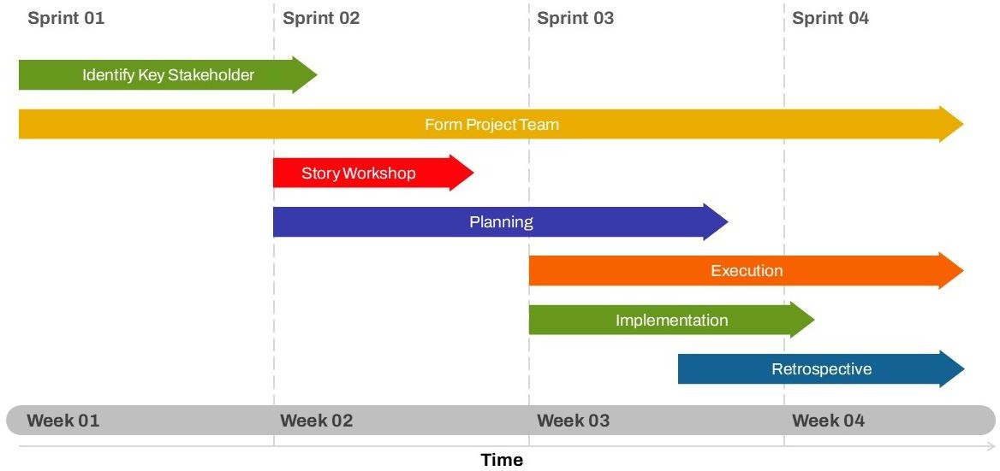 Sprint 01
Sprint 02
Sprint 03
Sprint 04
Identify Key Stakeholder
Form Project Team
Story Workshop
Planning
Execution
Implementation
Retrospective
Week 01
Week 02
Week 03
Week 04
Time